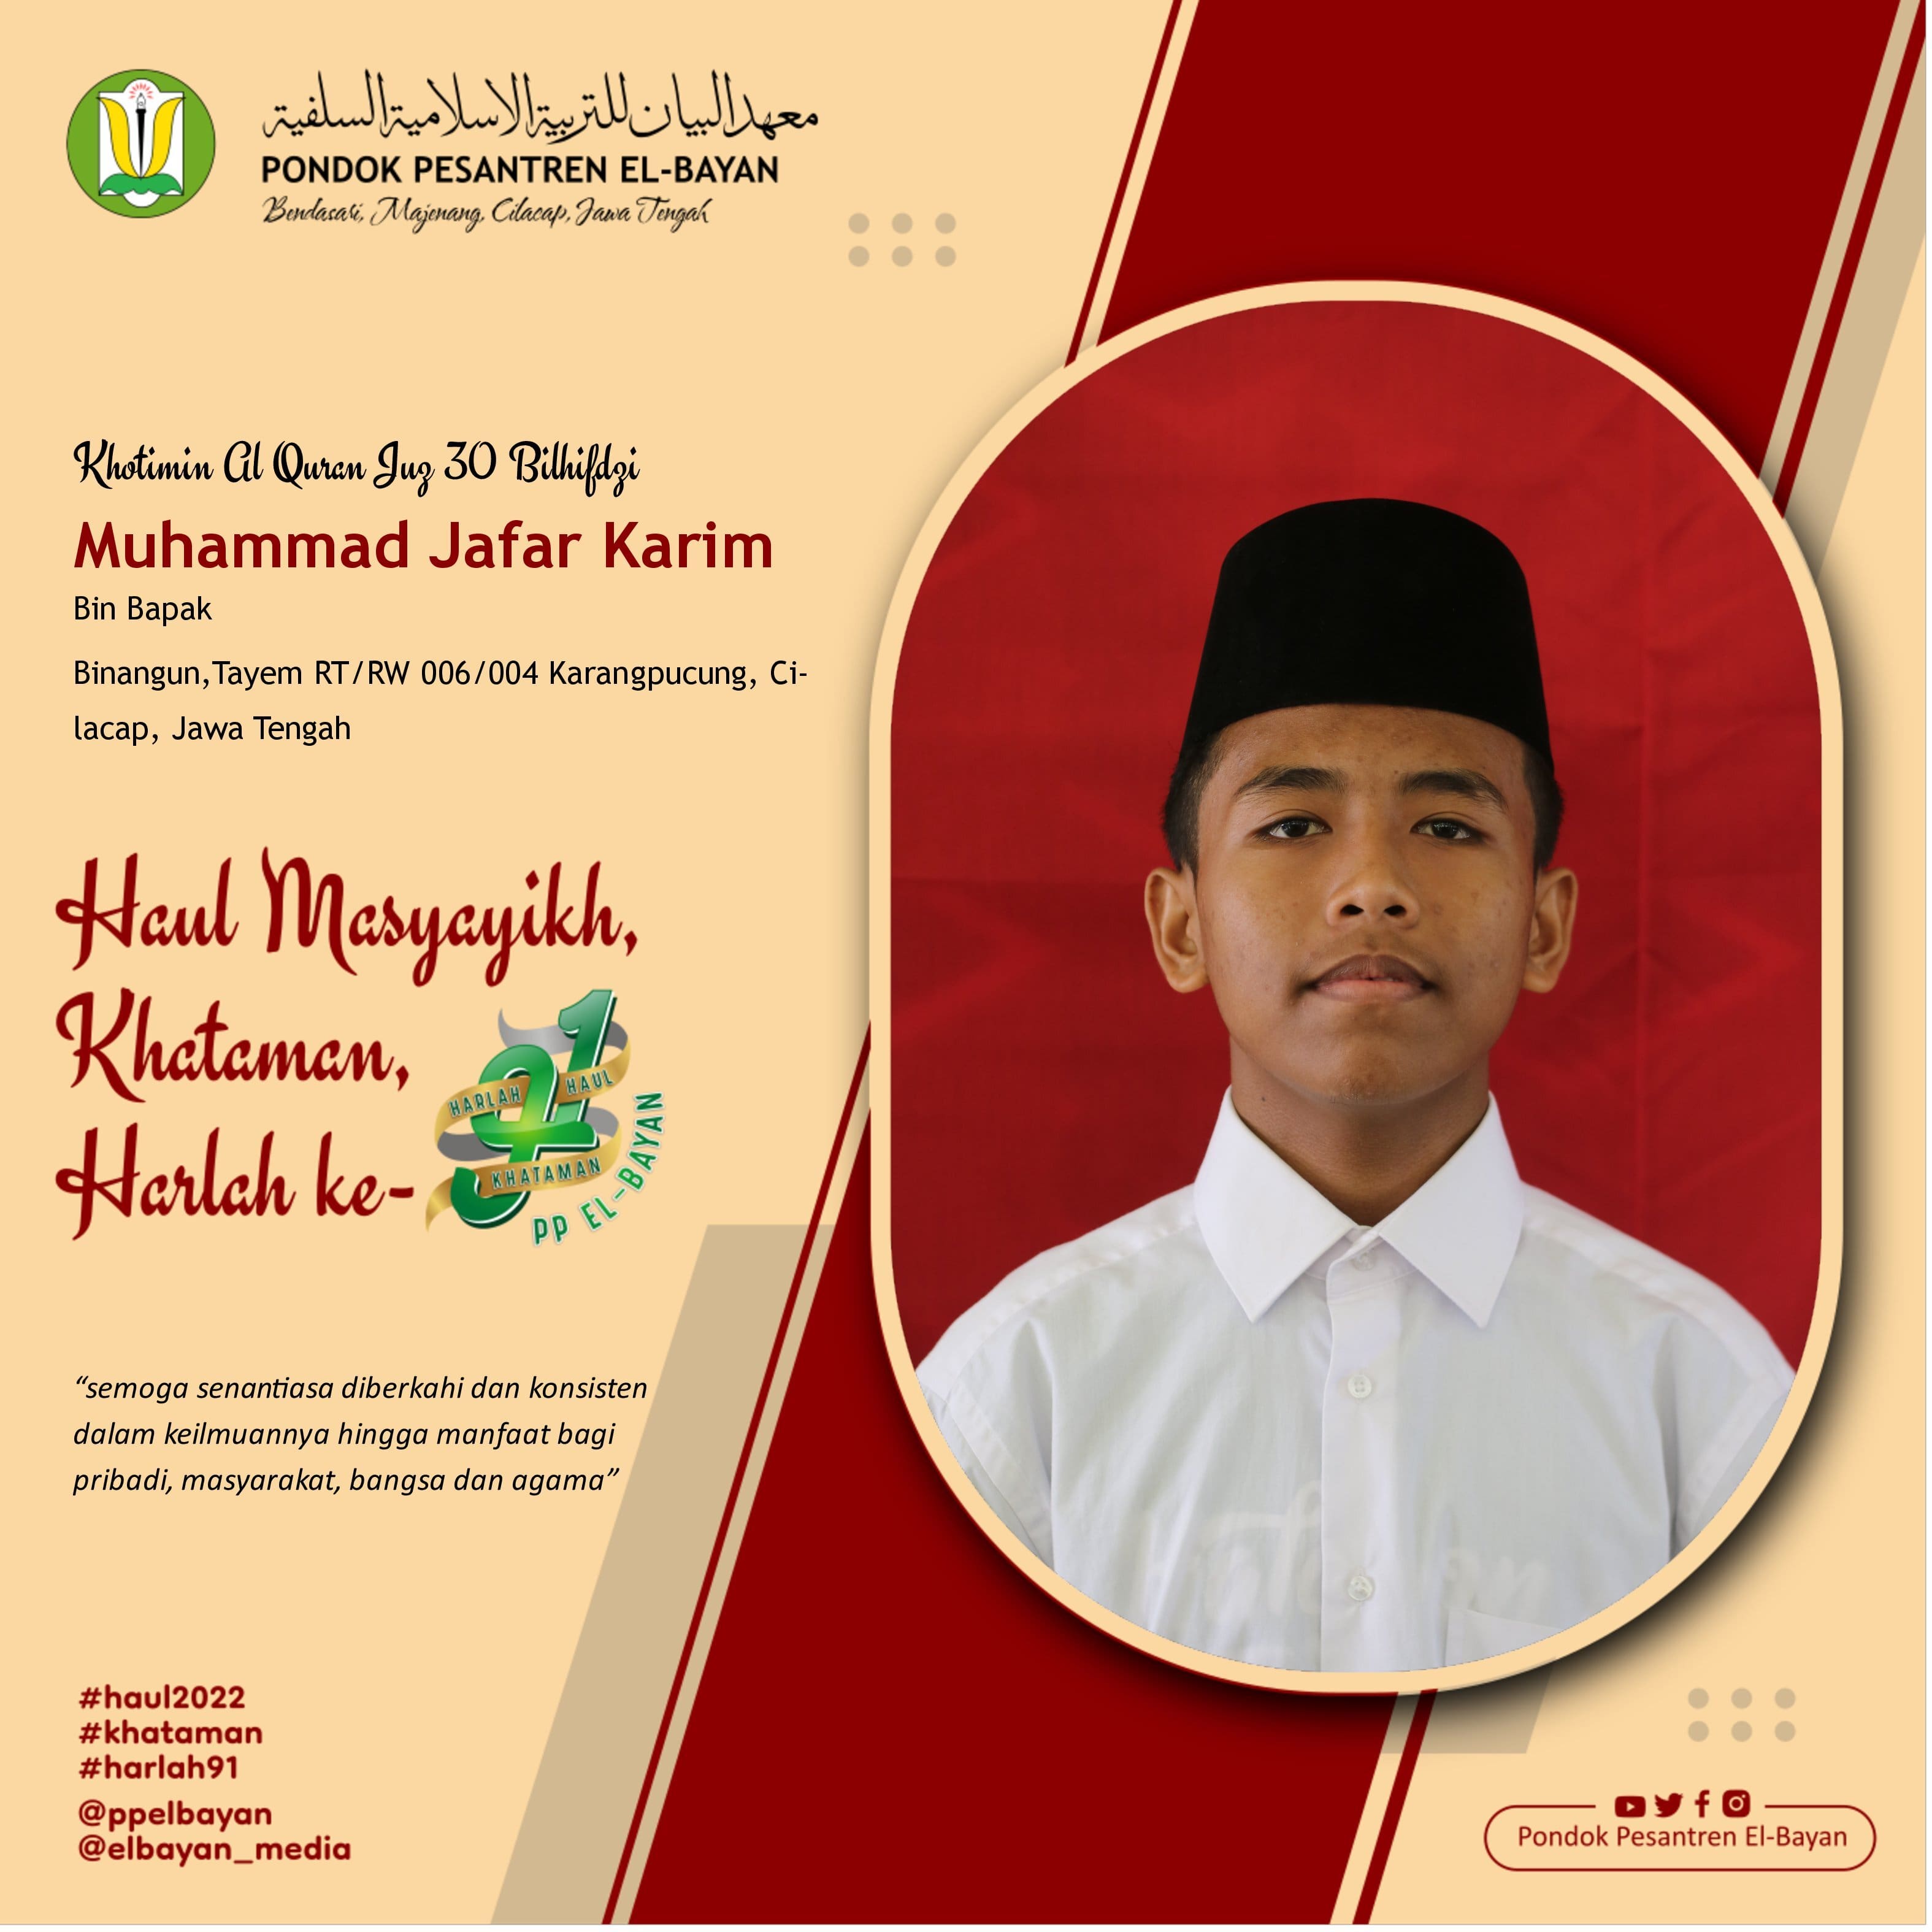 معهد البيان للتربية الاسلامية السلفية
PONDOK PESANTREN EL-BAYAN
Bendasari, Majenang, Cilacap, Jawa Tengah
Khotimin Al Quran Juz 30 Bilhifdzi
Muhammad Jafar Karim
Bin Bapak
Binangun,Tayem RT/RW 006/004 Karangpucung, Ci-
lacap, Jawa Tengah
Haul Masyayikh,
Khataman,
Harlah ke-
91
HARLAH HAUL
KHATAMAN
PP EL-BAYAN
“semoga senantiasa diberkahi dan konsisten
dalam keilmuannya hingga manfaat bagi
pribadi, masyarakat, bangsa dan agama”
#haul2022
#khataman
#harlah91
@ppelbayan
@elbayan_media
Pondok Pesantren El-Bayan